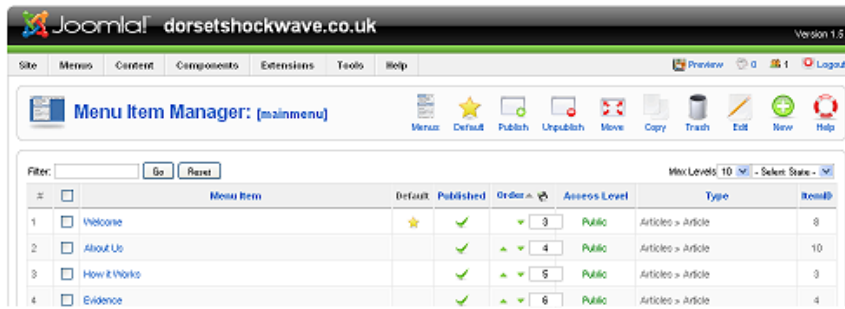 Joomla! dorsetshockwave.co.uk
Version 1.5
Site Menus Content Components Extensions Tools Help Preview 0 1 Logout
Menu Item Manager: [mainmenu]
Menus Default Publish Unpublish Move Copy Trash Edit New Help
Filter: Go Reset Max Levels 10 - Select State -
# Menu Item Default Published Order Access Level Type ItemID
1 Welcome 3 Public Articles » Article 8
2 About Us 4 Public Articles » Article 10
3 How it Works 5 Public Articles » Article 3
4 Evidence 6 Public Articles » Article 4